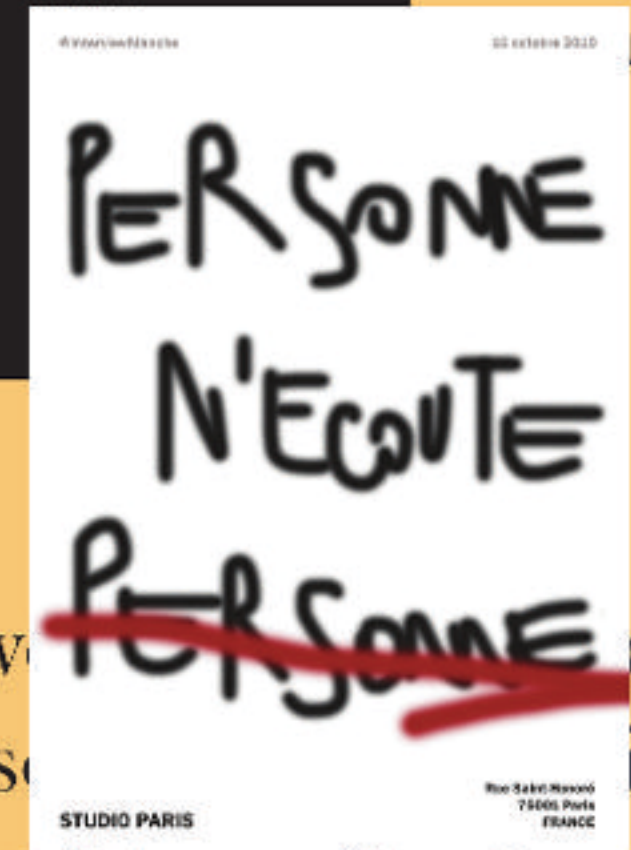 PERSONNE
N'ECOUTE
PERSONNE
Rue Saint-Honoré
75001 Paris
STUDIO PARIS
FRANCE